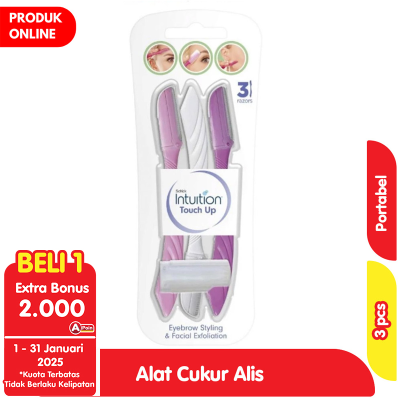 PRODUK
ONLINE
3
razors
Schick
Intuition
Touch Up
Portabel
3 pcs
BELI 1
Extra Bonus
2.000
A Poin
1 - 31 Januari
2025
*Kuota Terbatas
Tidak Berlaku Kelipatan
Eyebrow Styling
& Facial Exfoliation
Alat Cukur Alis